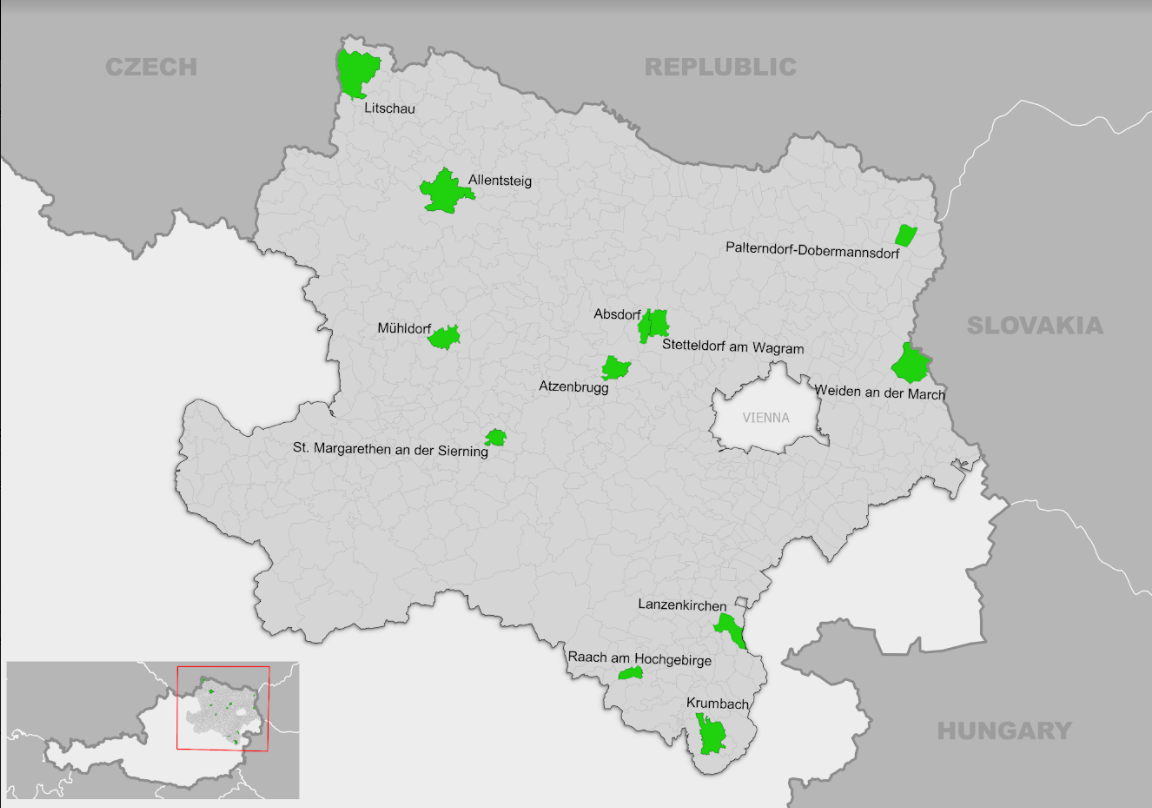 CZECH REPLUBLIC
Litschau
Allentsteig
Palterndorf-Dobermannsdorf
Absdorf
SLOVAKIA
Mühldorf
Stetteldorf am Wagram
Atzenbrugg
Weiden an der March
VIENNA
St. Margarethen an der Sierning
Lanzenkirchen
Raach am Hochgebirge
Krumbach
HUNGARY